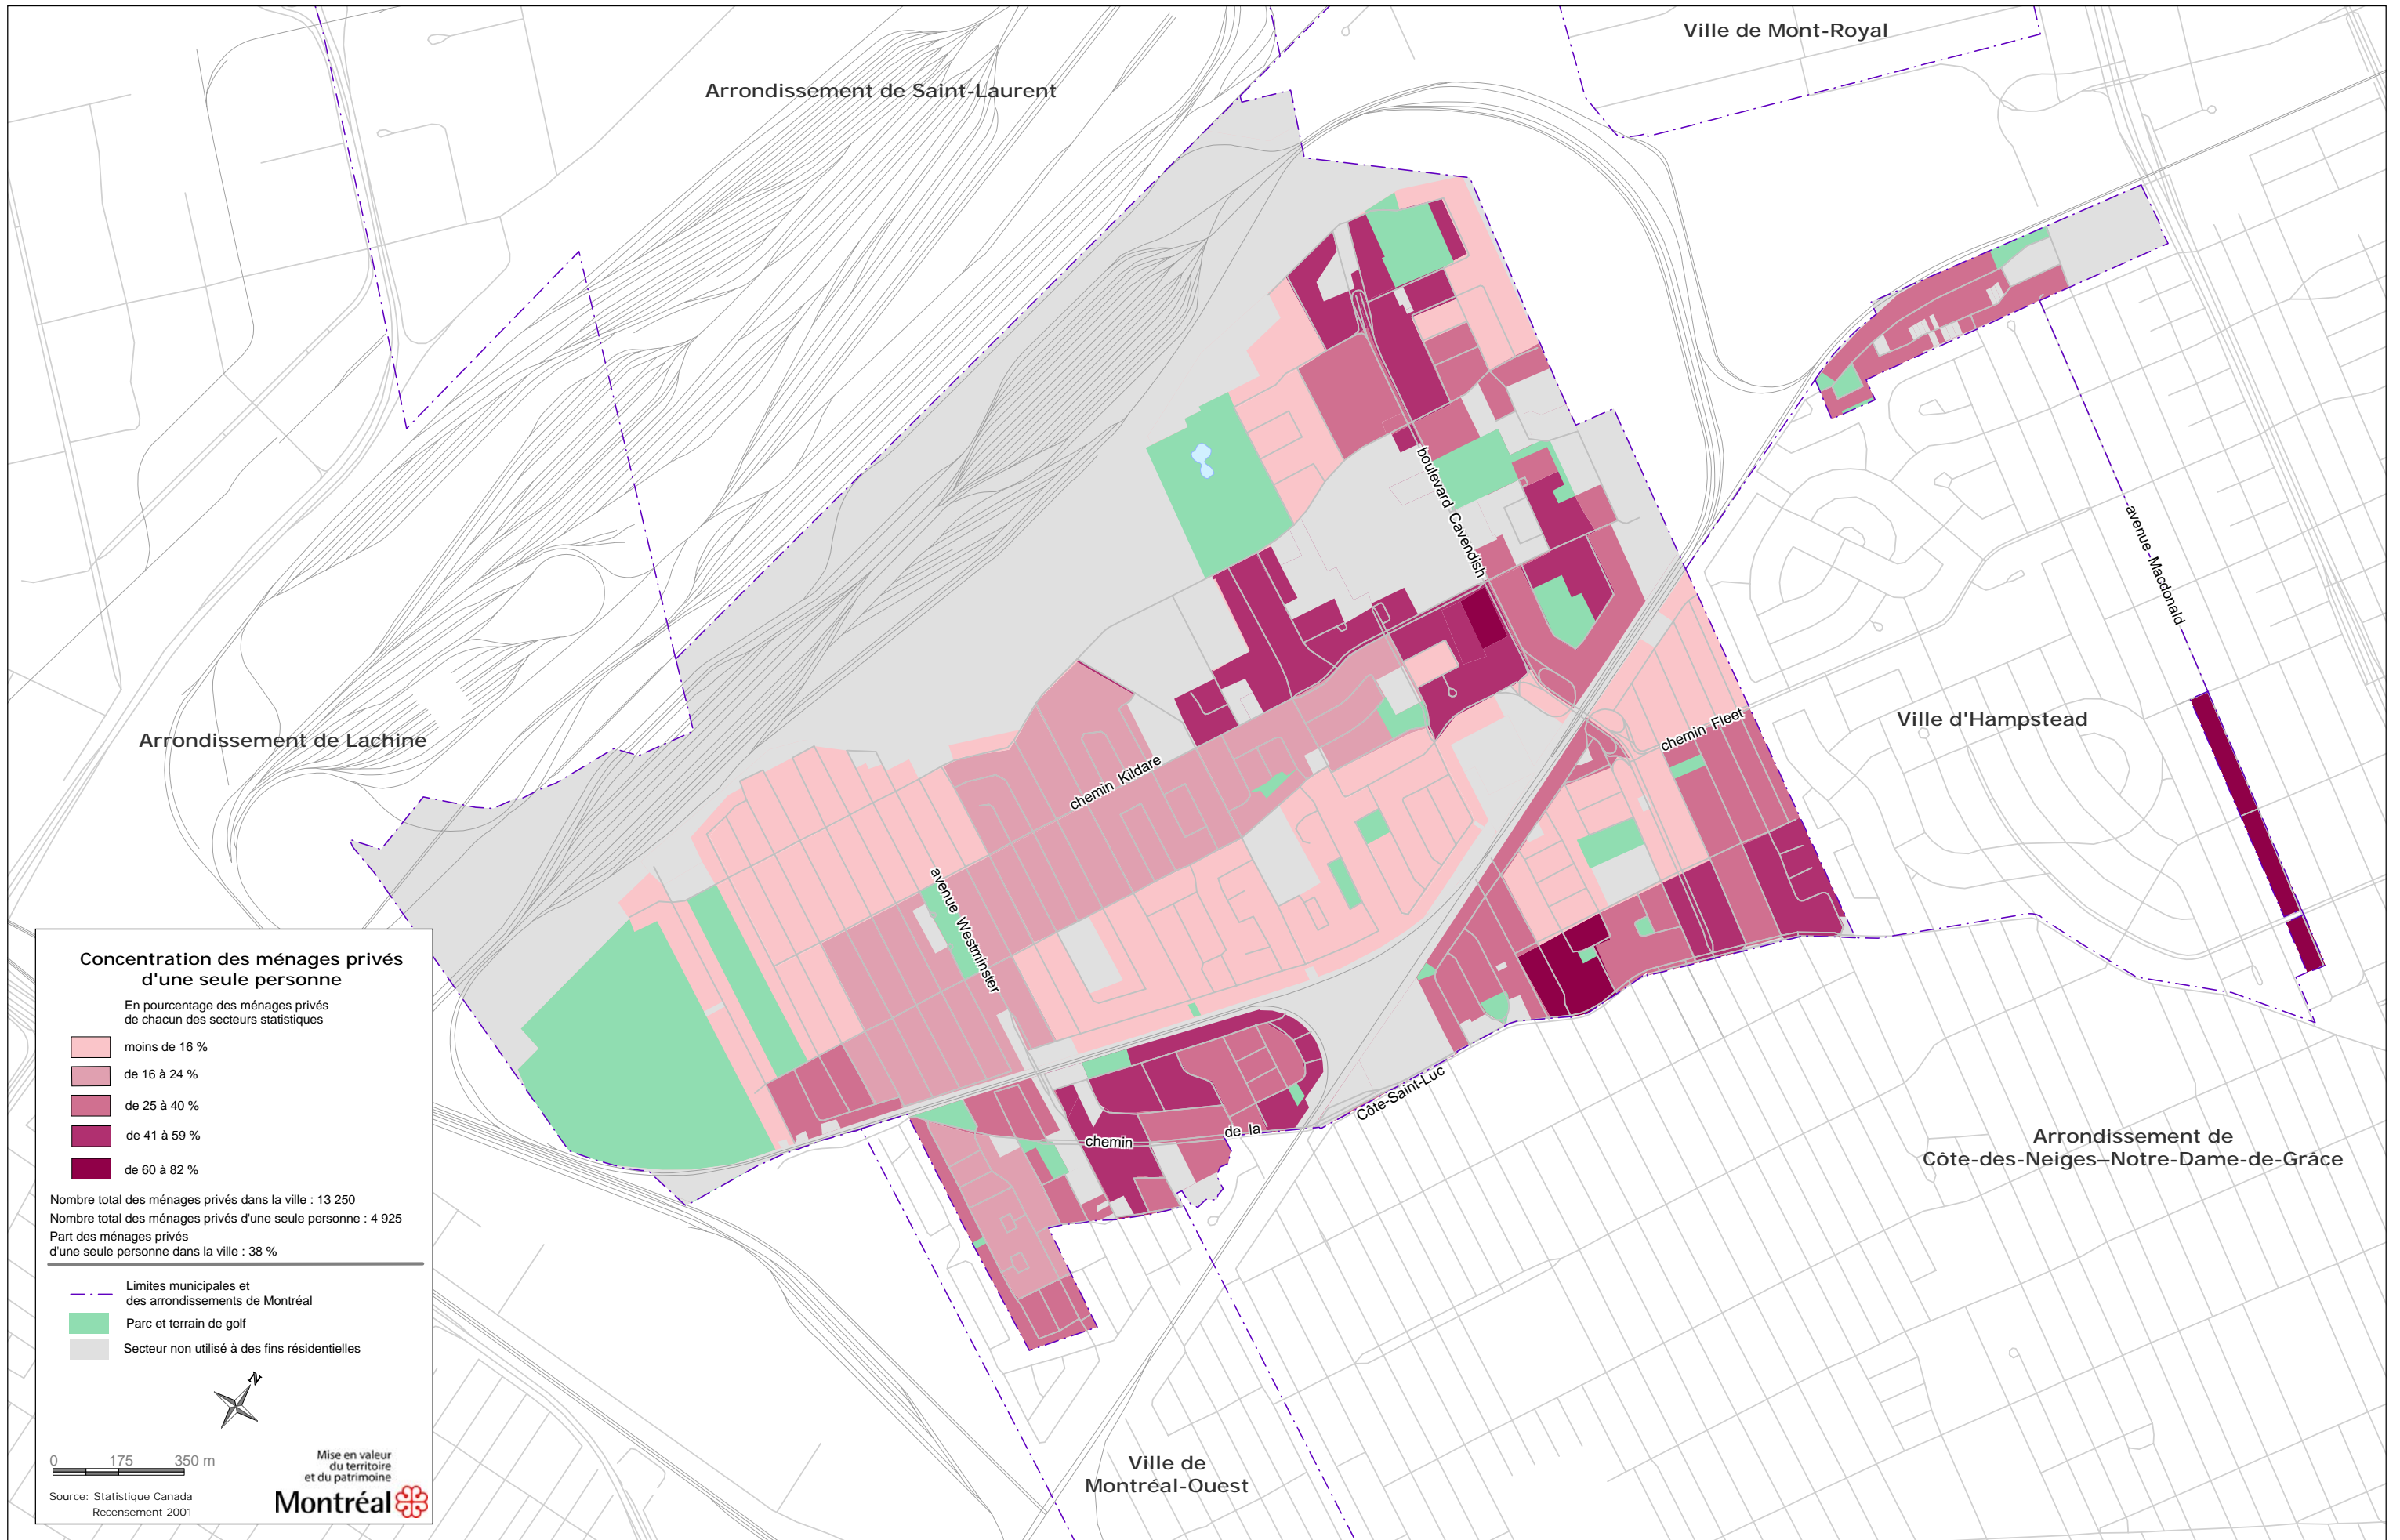 Ville de Mont-Royal
Arrondissement de Saint-Laurent
boulevard Cavendish
avenue Macdonald
Ville d'Hampstead
chemin Fleet
Arrondissement de Lachine
chemin Kildare
avenue Westminster
Côte-Saint-Luc
de la
chemin
Arrondissement de
Côte-des-Neiges–Notre-Dame-de-Grâce
Ville de
Montréal-Ouest
Concentration des ménages privés
d'une seule personne
En pourcentage des ménages privés
de chacun des secteurs statistiques
moins de 16 %
de 16 à 24 %
de 25 à 40 %
de 41 à 59 %
de 60 à 82 %
Nombre total des ménages privés dans la ville : 13 250
Nombre total des ménages privés d'une seule personne : 4 925
Part des ménages privés
d'une seule personne dans la ville : 38 %
Limites municipales et
des arrondissements de Montréal
Parc et terrain de golf
Secteur non utilisé à des fins résidentielles
N
0 175 350 m
Mise en valeur
du territoire
et du patrimoine
Montréal
Source: Statistique Canada
Recensement 2001